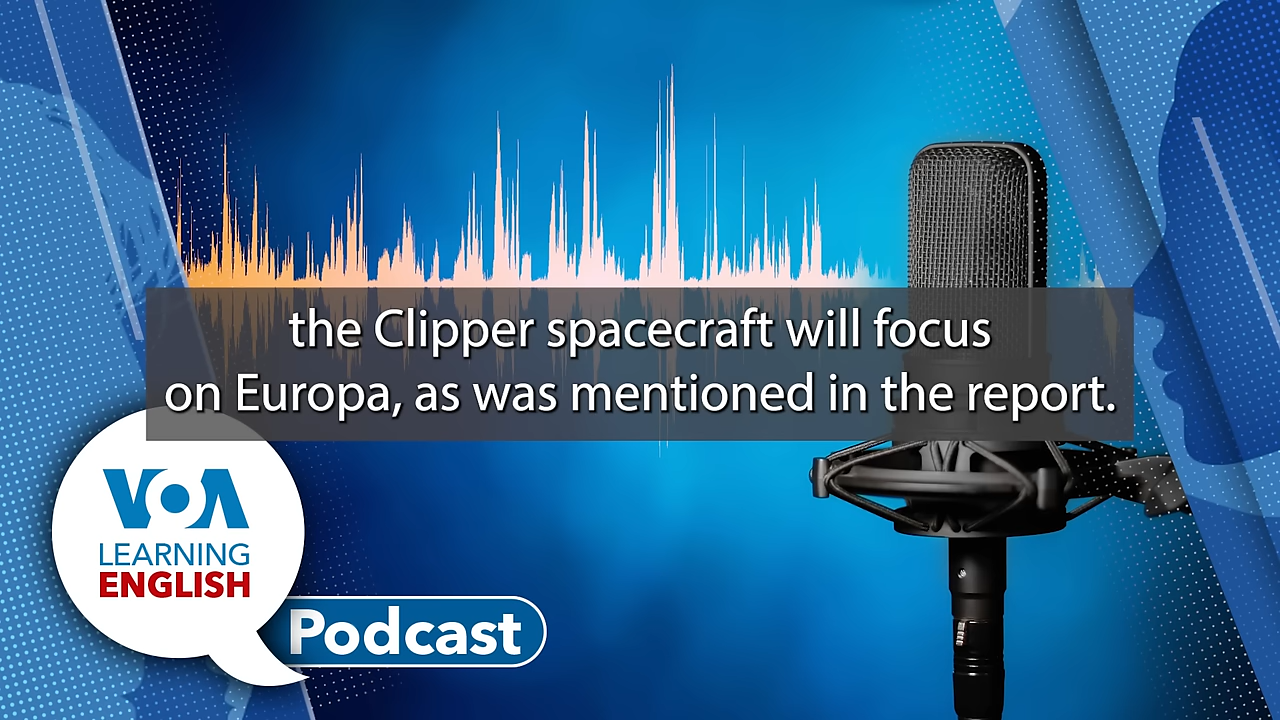 the Clipper spacecraft will focus
on Europa, as was mentioned in the report.
VOA
LEARNING
ENGLISH
Podcast